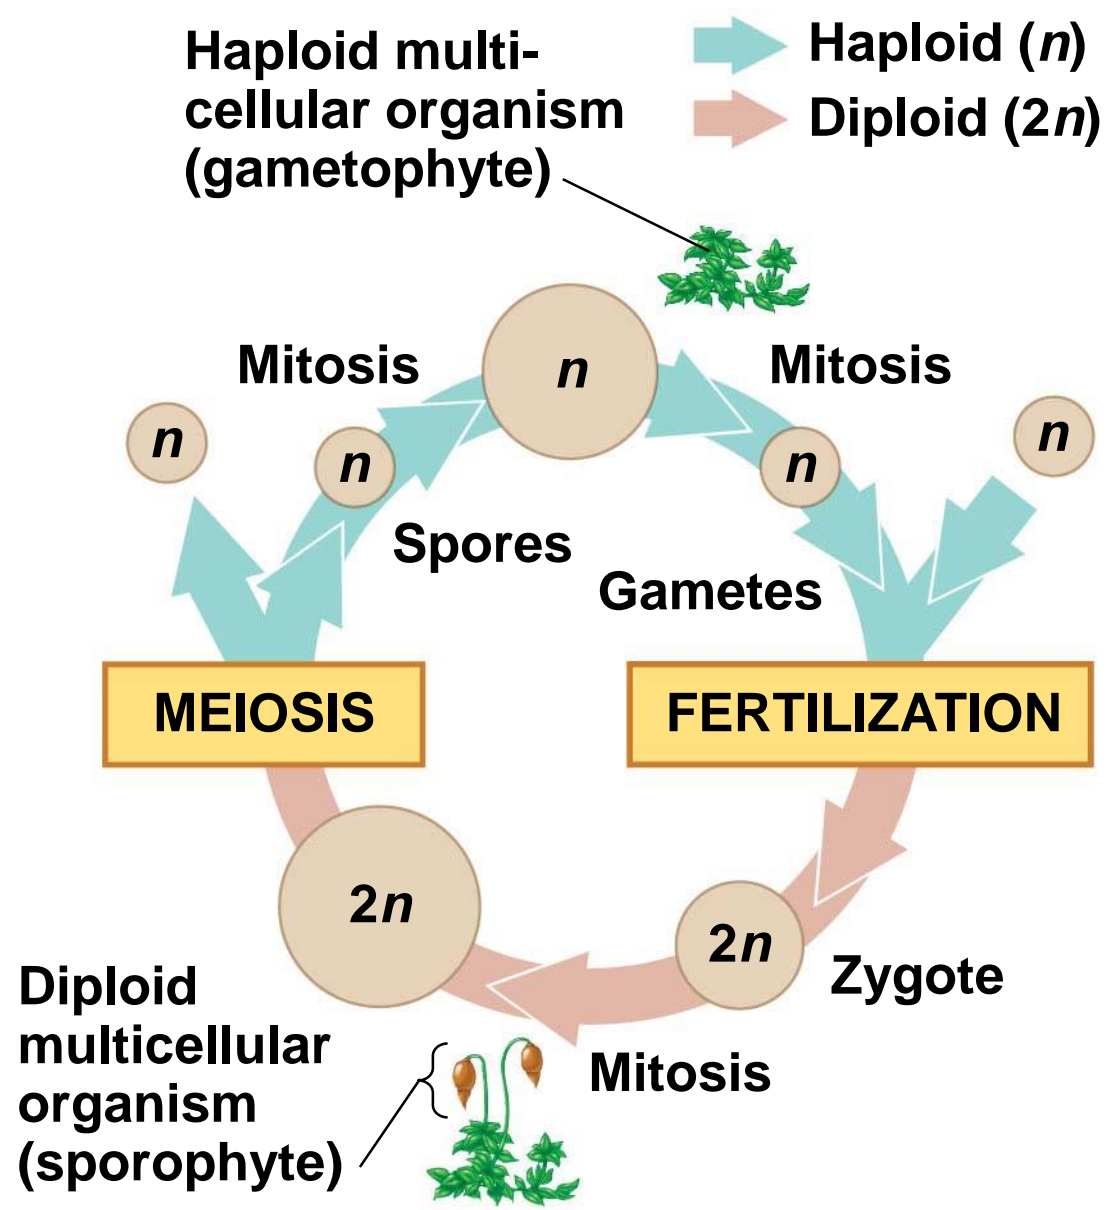 Haploid multi-
cellular organism
(gametophyte)
Haploid (n)
Diploid (2n)
Mitosis
n
Mitosis
n
n
n
n
Spores
Gametes
MEIOSIS
FERTILIZATION
2n
2n
Zygote
Diploid
multicellular
organism
(sporophyte)
Mitosis